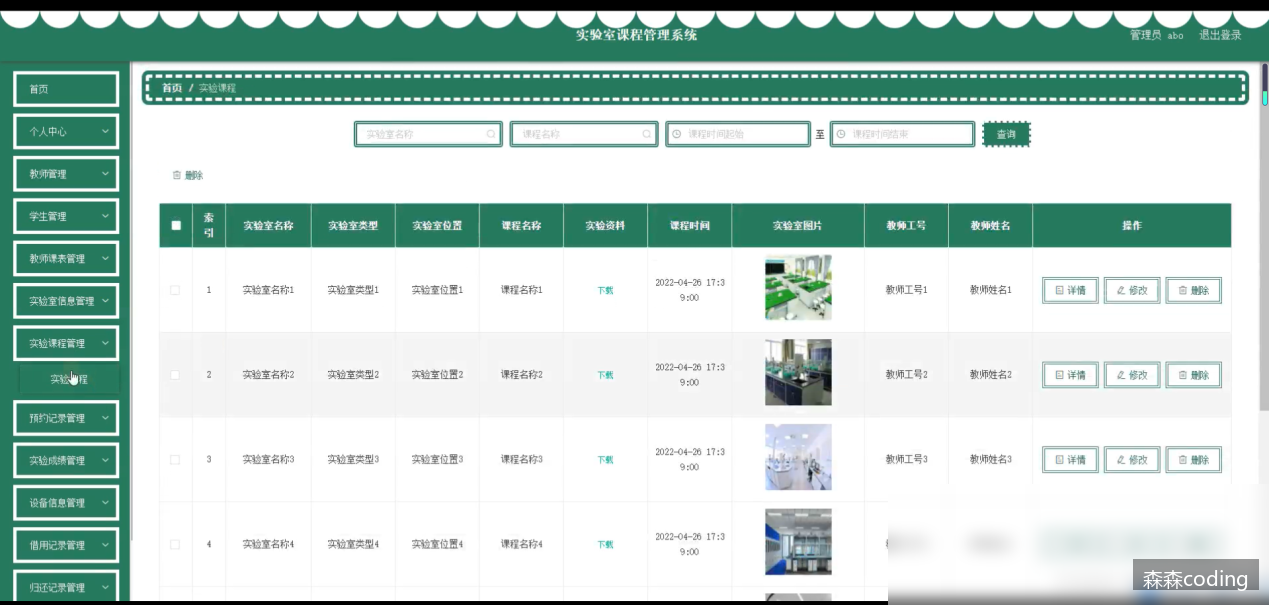 实验室课程管理系统
管理员 abo 退出登录
首页
个人中心
教师管理
学生管理
教师课表管理
实验室信息管理
实验课程管理
实验课程
预约记录管理
实验成绩管理
设备信息管理
借用记录管理
归还记录管理
首页 / 实验课程
实验室名称 课程名称 课程时间起始 至 课程时间结束 查询
删除
索引 实验室名称 实验室类型 实验室位置 课程名称 实验资料 课程时间 实验室图片 教师工号 教师姓名 操作
1 实验室名称1 实验室类型1 实验室位置1 课程名称1 下载 2022-04-26 17:39:00 教师工号1 教师姓名1 详情 修改 删除
2 实验室名称2 实验室类型2 实验室位置2 课程名称2 下载 2022-04-26 17:39:00 教师工号2 教师姓名2 详情 修改 删除
3 实验室名称3 实验室类型3 实验室位置3 课程名称3 下载 2022-04-26 17:39:00 教师工号3 教师姓名3 详情 修改 删除
4 实验室名称4 实验室类型4 实验室位置4 课程名称4 下载 2022-04-26 17:39:00
森森coding